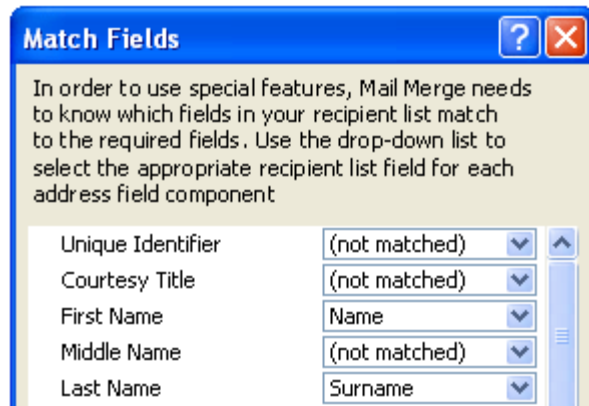 Match Fields
In order to use special features, Mail Merge needs
to know which fields in your recipient list match
to the required fields. Use the drop-down list to
select the appropriate recipient list field for each
address field component
Unique Identifier (not matched)
Courtesy Title (not matched)
First Name Name
Middle Name (not matched)
Last Name Surname